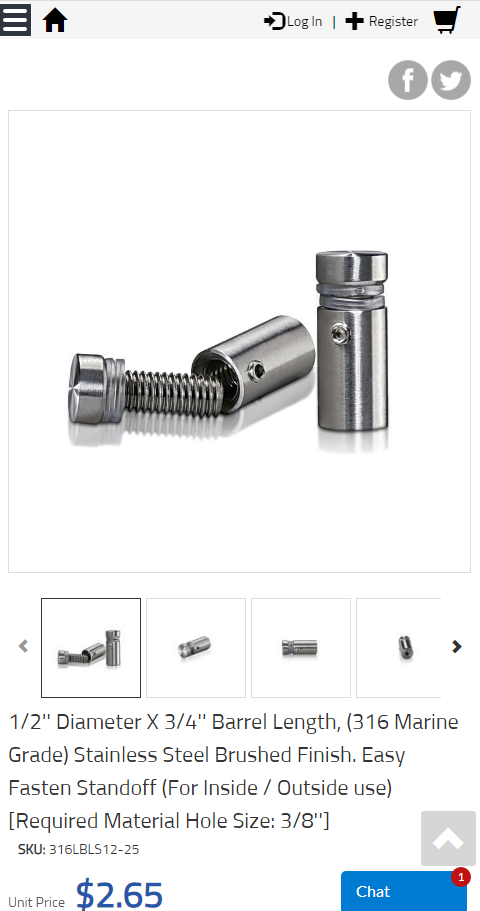 Log In | Register
1/2'' Diameter X 3/4'' Barrel Length, (316 Marine
Grade) Stainless Steel Brushed Finish. Easy
Fasten Standoff (For Inside / Outside use)
[Required Material Hole Size: 3/8'']
SKU: 316LBLS12-25
Unit Price $2.65
Chat 1